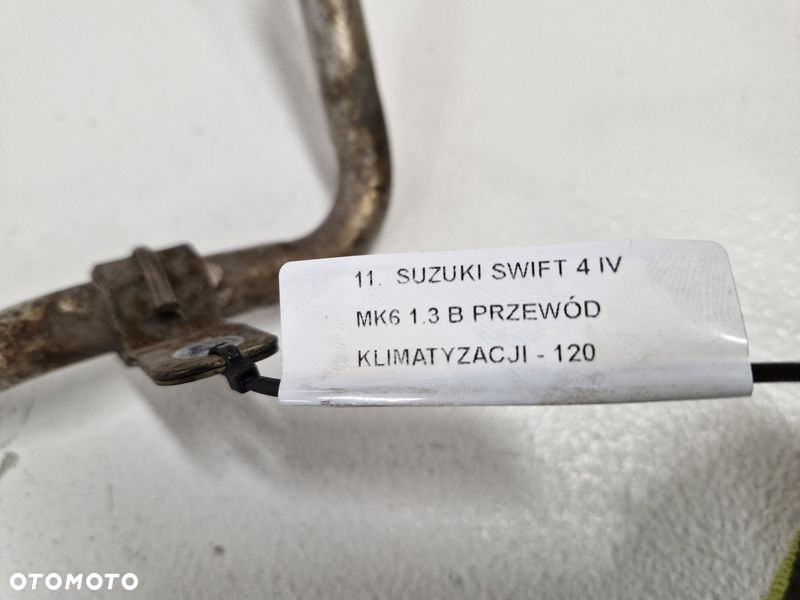 11. SUZUKI SWIFT 4 IV
MK6 1.3 B PRZEWÓD
KLIMATYZACJI - 120
OTOMOTO